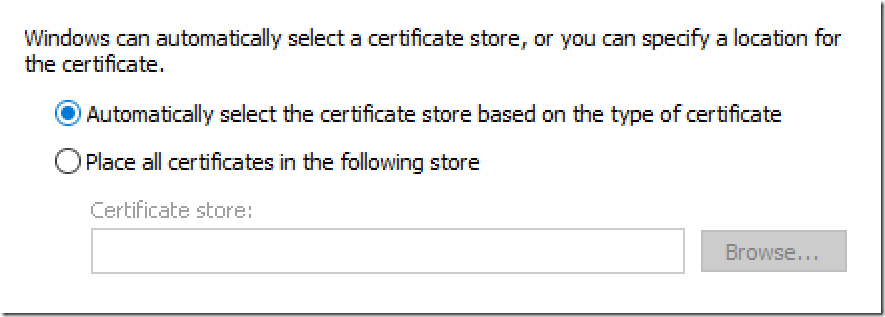 Windows can automatically select a certificate store, or you can specify a location for
the certificate.
Automatically select the certificate store based on the type of certificate
Place all certificates in the following store
Certificate store:
Browse...